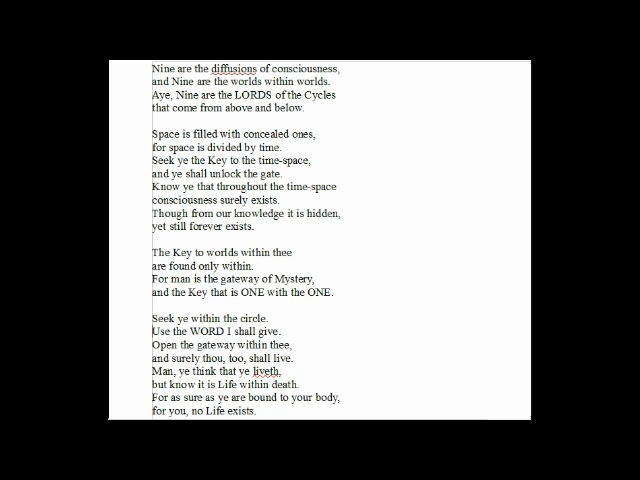 Nine are the diffusions of consciousness,
and Nine are the worlds within worlds.
Aye, Nine are the LORDS of the Cycles
that come from above and below.
Space is filled with concealed ones,
for space is divided by time.
Seek ye the Key to the time-space,
and ye shall unlock the gate.
Know ye that throughout the time-space
consciousness surely exists.
Though from our knowledge it is hidden,
yet still forever exists.
The Key to worlds within thee
are found only within.
For man is the gateway of Mystery,
and the Key that is ONE with the ONE.
Seek ye within the circle.
Use the WORD I shall give.
Open the gateway within thee,
and surely thou, too, shall live.
Man, ye think that ye liveth,
but know it is Life within death.
For as sure as ye are bound to your body,
for you, no Life exists.